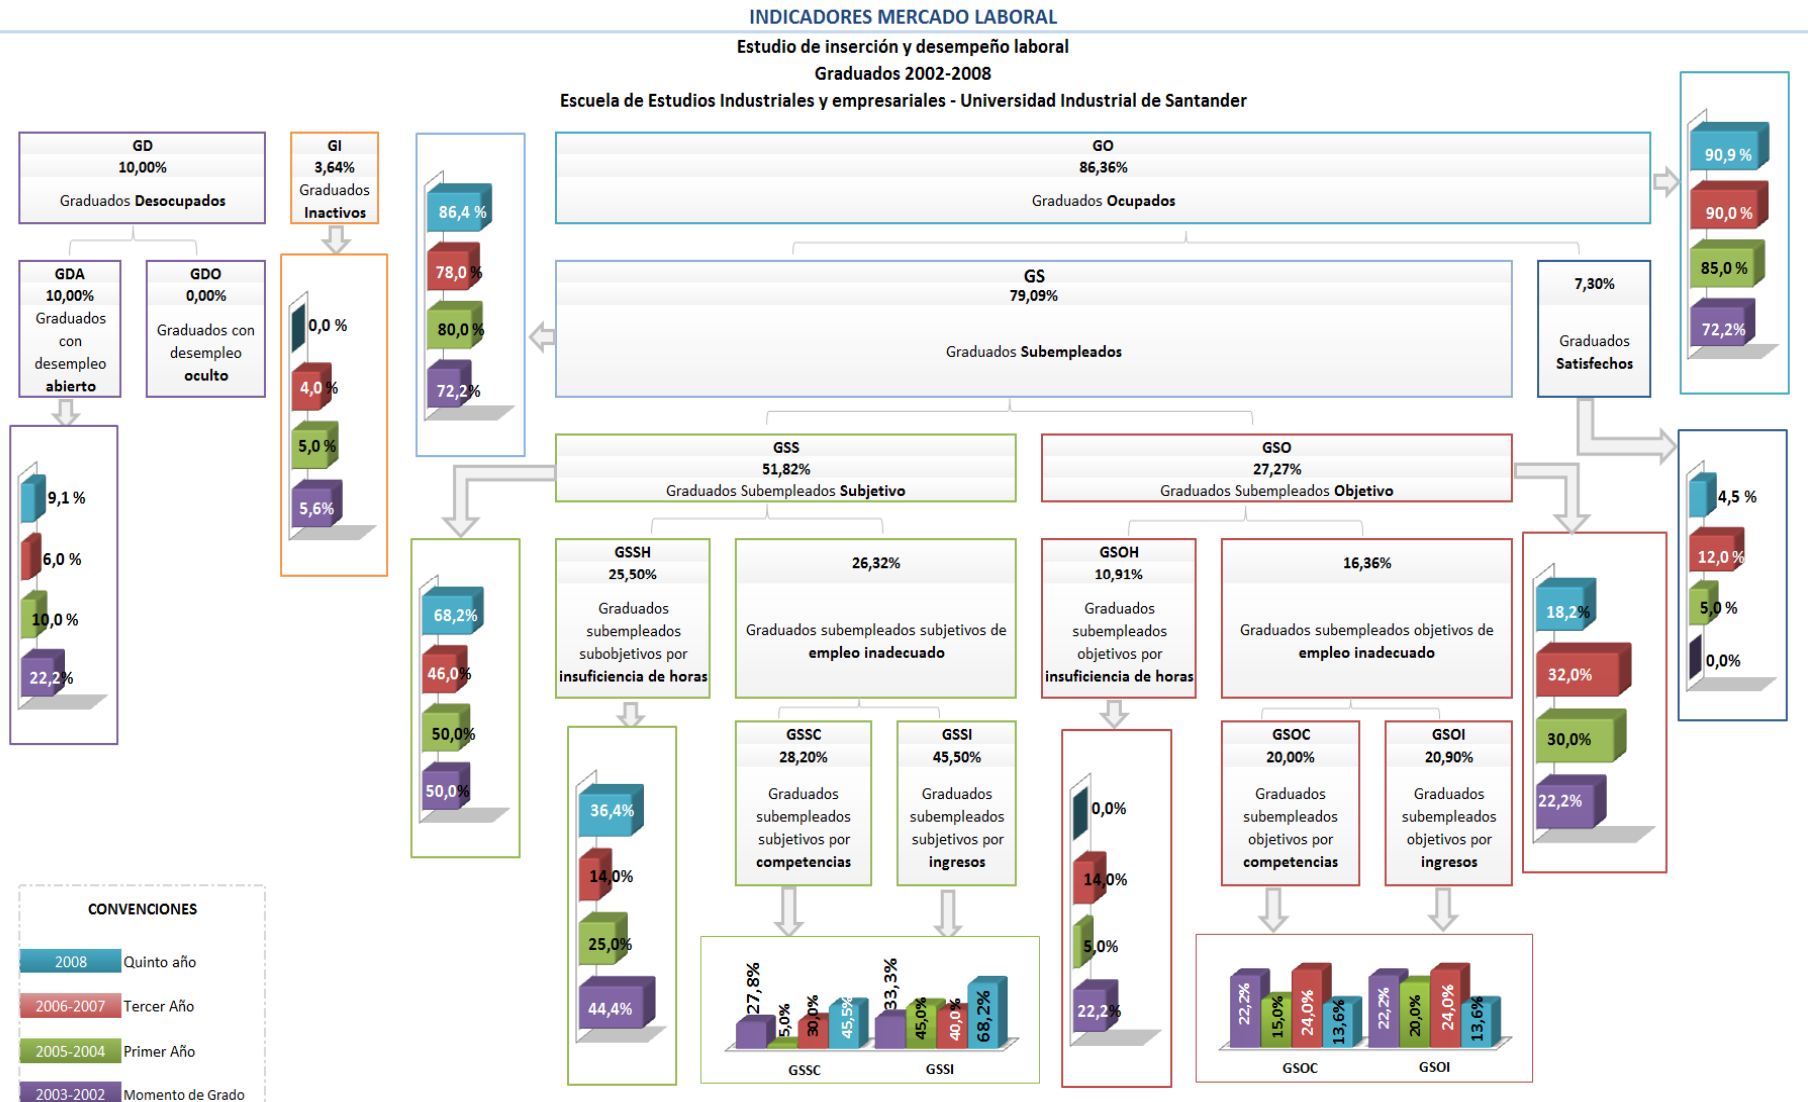 INDICADORES MERCADO LABORAL
Estudio de inserción y desempeño laboral
Graduados 2002-2008
Escuela de Estudios Industriales y empresariales - Universidad Industrial de Santander
GD
10,00%
Graduados Desocupados
GI
3,64%
Graduados
Inactivos
GO
86,36%
Graduados Ocupados
90,9 %
90,0 %
85,0 %
72,2%
86,4 %
78,0 %
80,0 %
72,2%
GDA
10,00%
Graduados
con
desempleo
abierto
GDO
0,00%
Graduados con
desempleo
oculto
0,0 %
4,0 %
5,0 %
5,6%
GS
79,09%
Graduados Subempleados
7,30%
Graduados
Satisfechos
9,1 %
6,0 %
10,0 %
22,2%
GSS
51,82%
Graduados Subempleados Subjetivo
GSO
27,27%
Graduados Subempleados Objetivo
4,5 %
12,0 %
5,0 %
0,0%
68,2%
46,0%
50,0%
50,0%
GSSH
25,50%
Graduados
subempleados
subobjetivos por
insuficiencia de horas
26,32%
Graduados subempleados subjetivos de
empleo inadecuado
GSOH
10,91%
Graduados
subempleados
objetivos por
insuficiencia de horas
16,36%
Graduados subempleados objetivos de
empleo inadecuado
18,2%
32,0%
30,0%
22,2%
36,4%
14,0%
25,0%
44,4%
GSSC
28,20%
Graduados
subempleados
subjetivos por
competencias
GSSI
45,50%
Graduados
subempleados
subjetivos por
ingresos
0,0%
14,0%
5,0%
22,2%
GSOC
20,00%
Graduados
subempleados
objetivos por
competencias
GSOI
20,90%
Graduados
subempleados
objetivos por
ingresos
27,8%
5,0%
30,0%
45,5%
33,3%
45,0%
40,0%
68,2%
GSSC
GSSI
22,2%
15,0%
24,0%
13,6%
22,2%
20,0%
24,0%
13,6%
GSOC
GSOI
CONVENCIONES
2008 Quinto año
2006-2007 Tercer Año
2005-2004 Primer Año
2003-2002 Momento de Grado